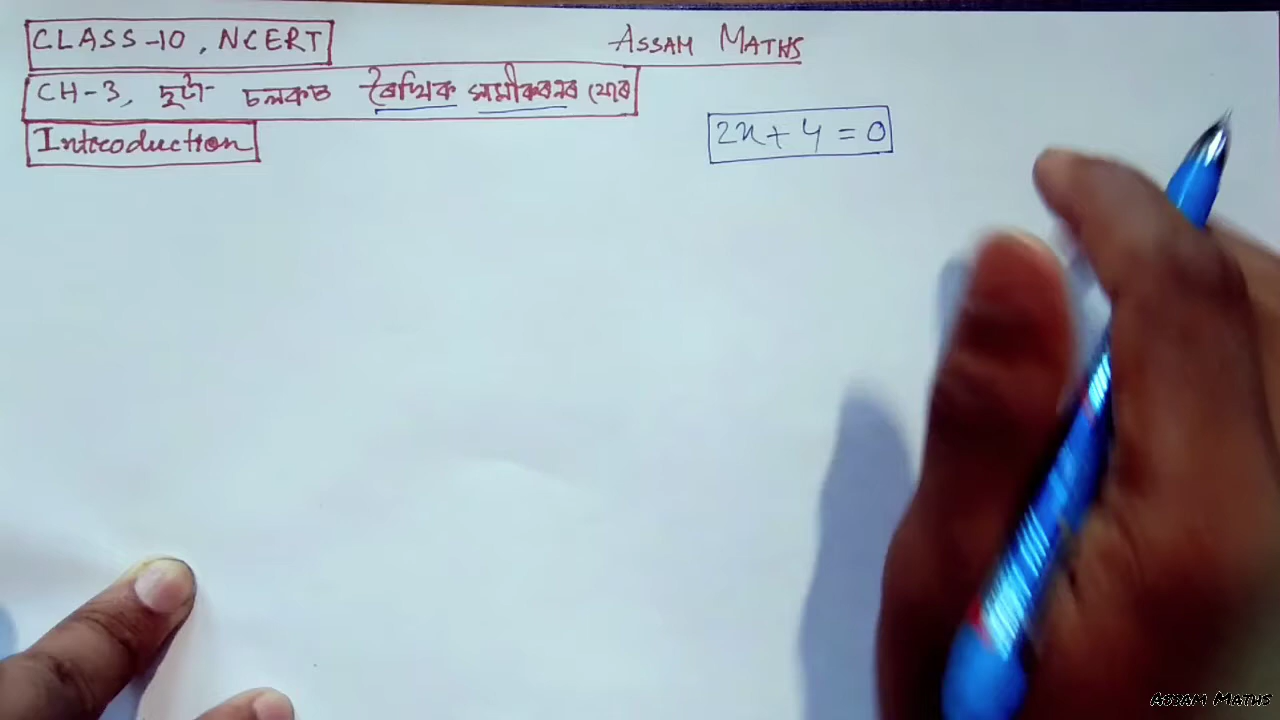 CLASS-10, NCERT
ASSAM MATHS
CH-3, দুটা চলকত ৰৈখিক সমীকৰণৰ যোৰ
Introduction
2x + 4 = 0
ASSAM MATHS